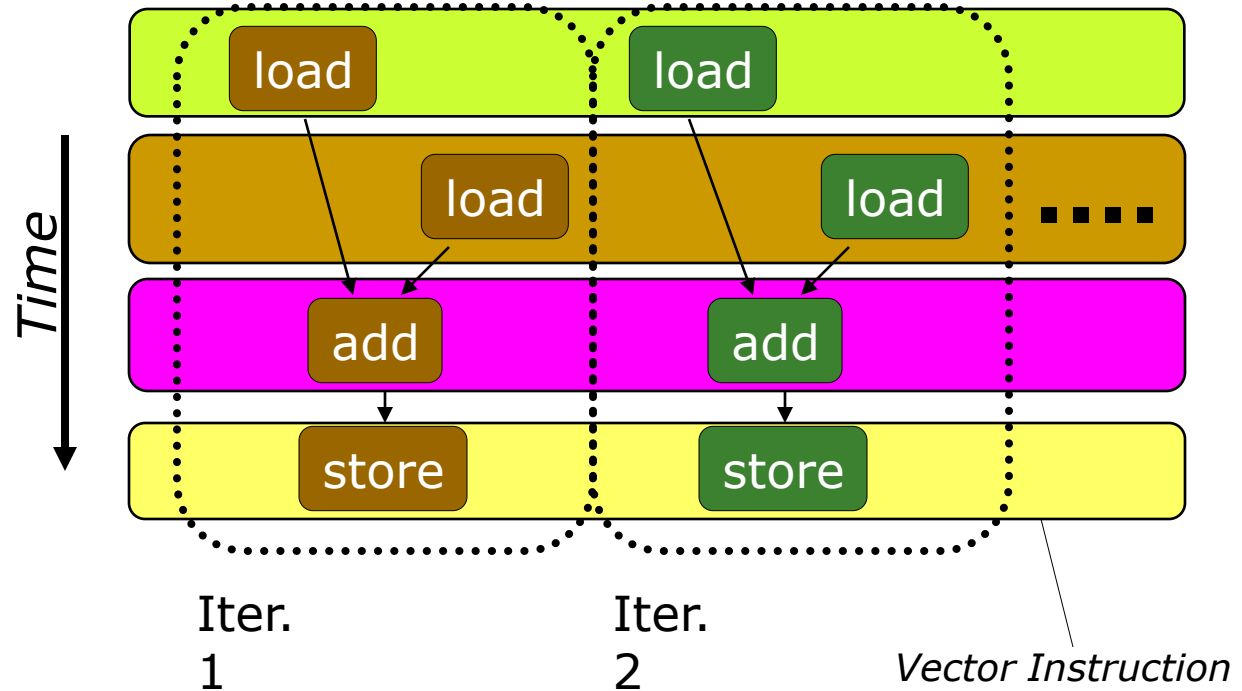 load load
load load
Time
add add
store store
Iter.
1
Iter.
2
Vector Instruction